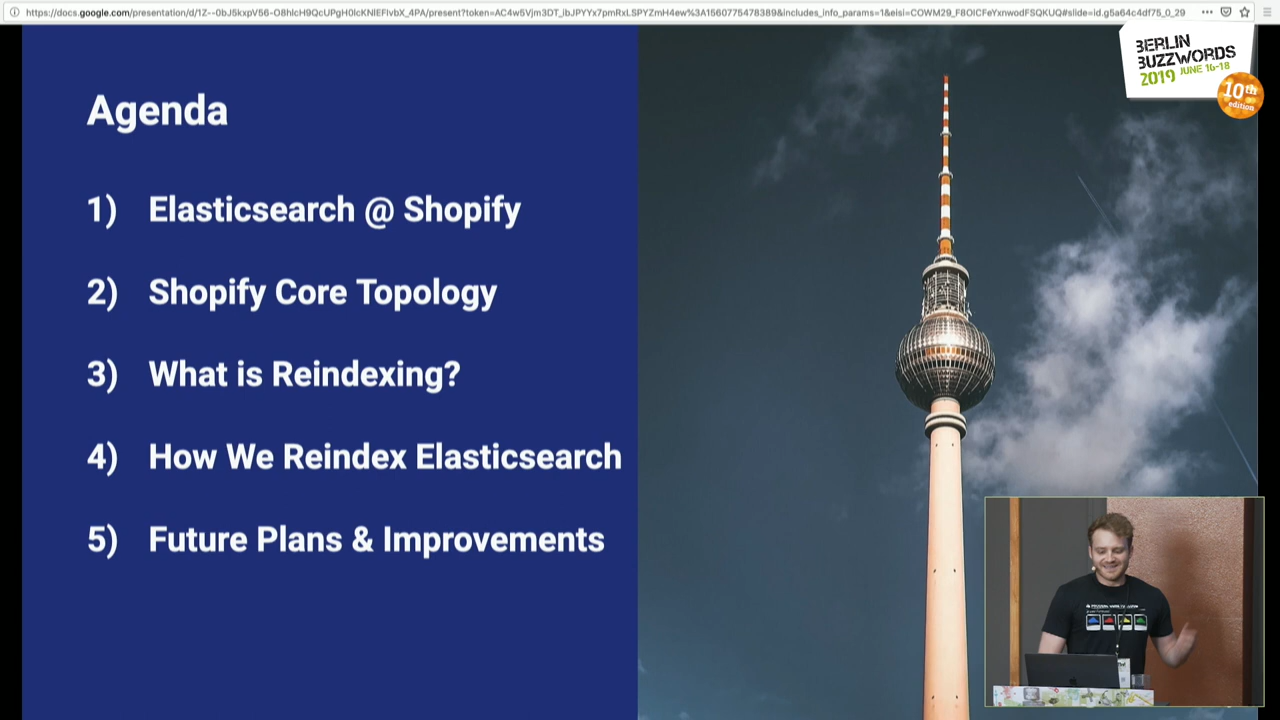 https://docs.google.com/presentation/d/1Z--0bJ5kxpV56-O8hlcH9QcUPgH0lcKNIEFlvbX_4PA/present?token=AC4w5Vjm3DT_ibJPYYx7pmRxLSPYZmH4ew%3A1560775478389&includes_info_params=1&eisi=COWM29_F8OICFeYxnwodFSQKUQ#slide=id.g5a64c4df75_0_29
BERLIN
BUZZWORDS
2019 JUNE 16-18
10th
edition
Agenda
1) Elasticsearch @ Shopify
2) Shopify Core Topology
3) What is Reindexing?
4) How We Reindex Elasticsearch
5) Future Plans & Improvements